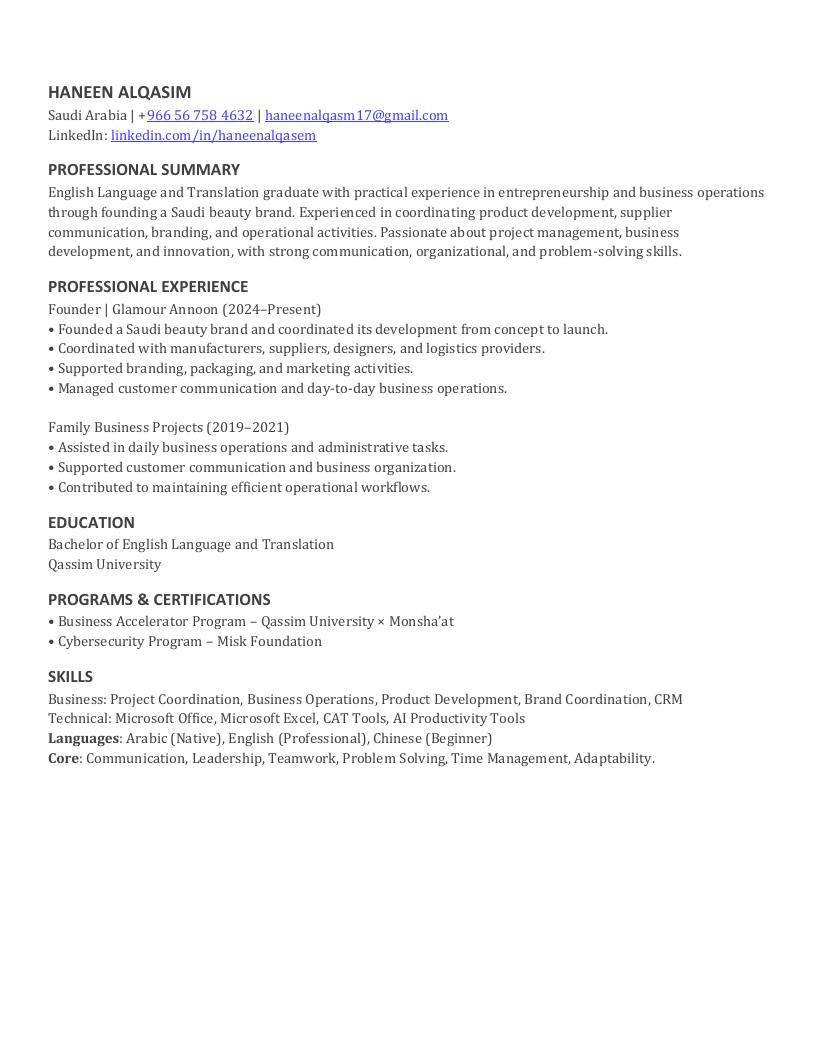 HANEEN ALQASIM
Saudi Arabia | +966 56 758 4632 | haneenalqasm17@gmail.com
LinkedIn: linkedin.com/in/haneenalqasem
PROFESSIONAL SUMMARY
English Language and Translation graduate with practical experience in entrepreneurship and business operations
through founding a Saudi beauty brand. Experienced in coordinating product development, supplier
communication, branding, and operational activities. Passionate about project management, business
development, and innovation, with strong communication, organizational, and problem-solving skills.
PROFESSIONAL EXPERIENCE
Founder | Glamour Annoon (2024–Present)
• Founded a Saudi beauty brand and coordinated its development from concept to launch.
• Coordinated with manufacturers, suppliers, designers, and logistics providers.
• Supported branding, packaging, and marketing activities.
• Managed customer communication and day-to-day business operations.
Family Business Projects (2019–2021)
• Assisted in daily business operations and administrative tasks.
• Supported customer communication and business organization.
• Contributed to maintaining efficient operational workflows.
EDUCATION
Bachelor of English Language and Translation
Qassim University
PROGRAMS & CERTIFICATIONS
• Business Accelerator Program – Qassim University × Monsha’at
• Cybersecurity Program – Misk Foundation
SKILLS
Business: Project Coordination, Business Operations, Product Development, Brand Coordination, CRM
Technical: Microsoft Office, Microsoft Excel, CAT Tools, AI Productivity Tools
Languages: Arabic (Native), English (Professional), Chinese (Beginner)
Core: Communication, Leadership, Teamwork, Problem Solving, Time Management, Adaptability.